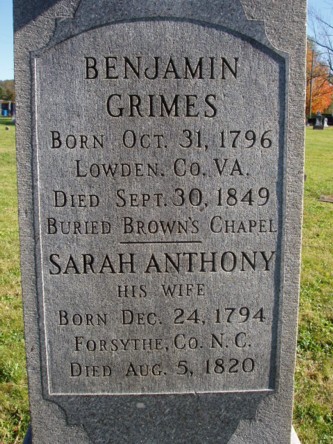 BENJAMIN
GRIMES
BORN OCT. 31, 1796
LOWDEN. CO. VA.
DIED SEPT. 30, 1849
BURIED BROWN'S CHAPEL
SARAH ANTHONY
HIS WIFE
BORN DEC. 24, 1794
FORSYTHE, CO. N. C.
DIED AUG. 5, 1820